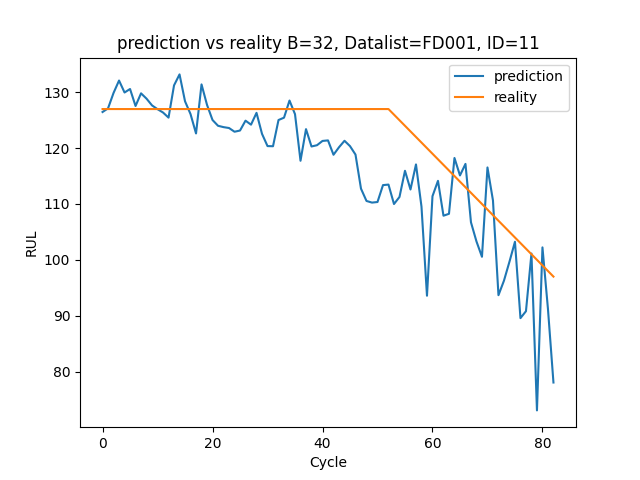 prediction vs reality B=32, Datalist=FD001, ID=11
prediction
reality
130
120
110
100
90
80
RUL
0 20 40 60 80
Cycle